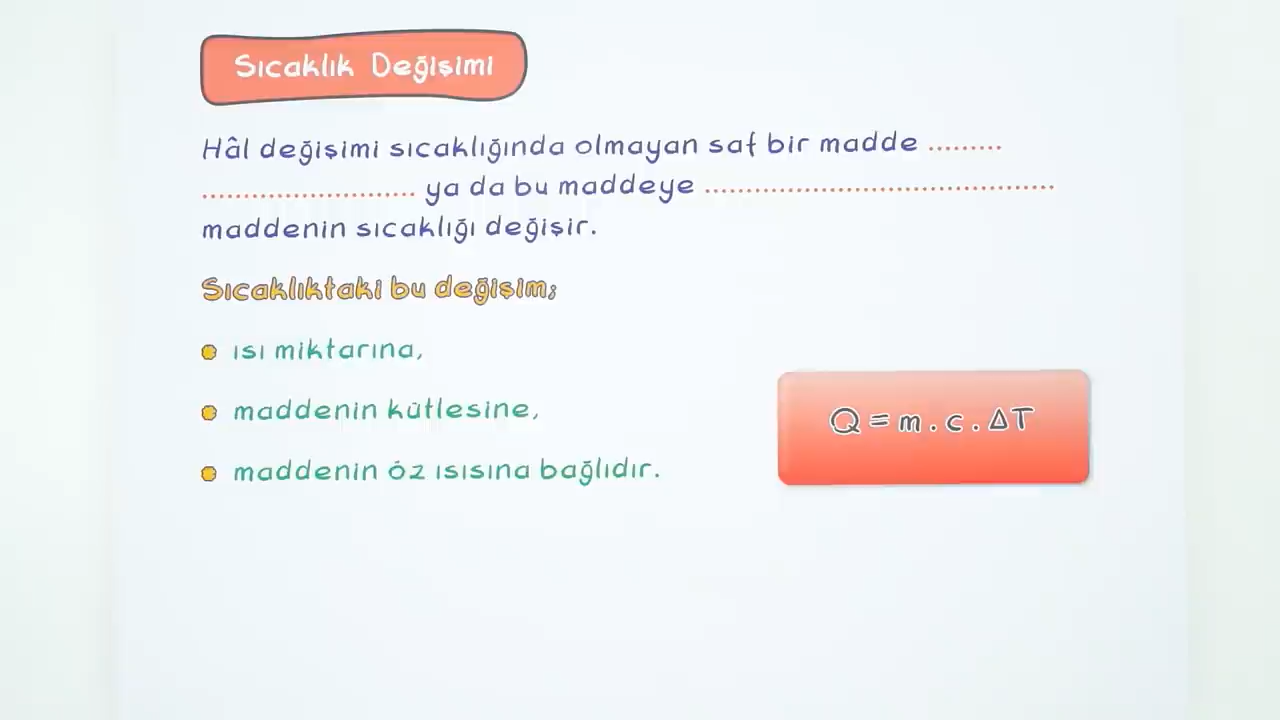 Sıcaklık Değişimi
Hâl değişimi sıcaklığında olmayan saf bir madde .........
.......................... ya da bu maddeye ...........................................
maddenin sıcaklığı değişir.
Sıcaklıktaki bu değişim;
ısı miktarına,
maddenin kütlesine,
maddenin öz ısısına bağlıdır.
Q = m . c . ΔT